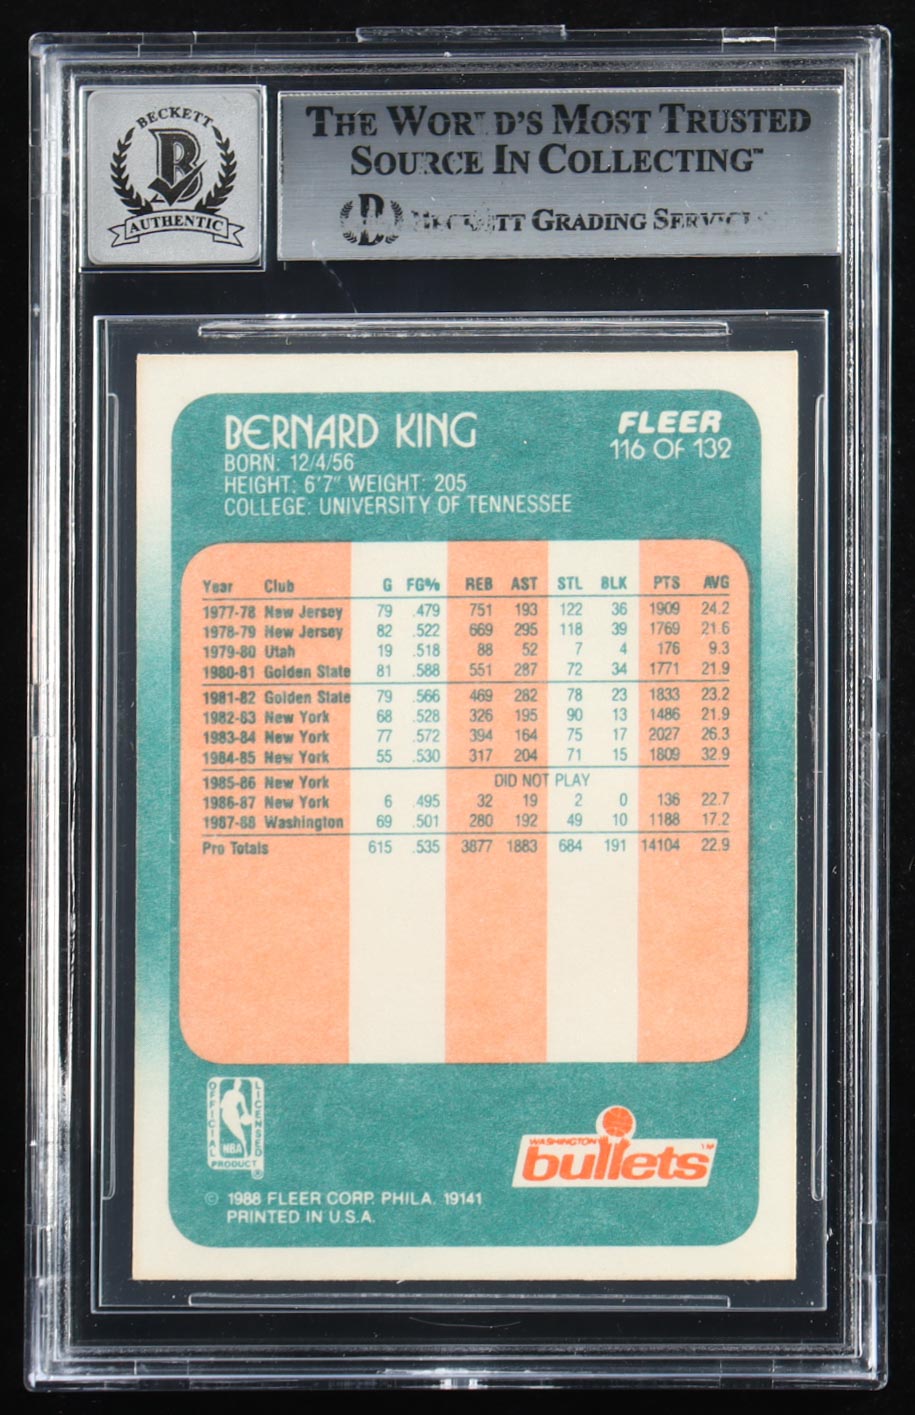 BECKETT
AUTHENTIC
THE WORLD'S MOST TRUSTED
SOURCE IN COLLECTING™
BECKETT GRADING SERVICES
BERNARD KING
BORN: 12/4/56
HEIGHT: 6'7" WEIGHT: 205
COLLEGE: UNIVERSITY OF TENNESSEE
FLEER
116 OF 132
Year Club G FG% REB AST STL BLK PTS AVG
1977-78 New Jersey 79 .479 751 193 122 36 1909 24.2
1978-79 New Jersey 82 .522 669 295 118 39 1769 21.6
1979-80 Utah 19 .518 88 52 7 4 176 9.3
1980-81 Golden State 81 .588 551 287 72 34 1771 21.9
1981-82 Golden State 79 .566 469 282 78 23 1833 23.2
1982-83 New York 68 .528 326 195 90 13 1486 21.9
1983-84 New York 77 .572 394 164 75 17 2027 26.3
1984-85 New York 55 .530 317 204 71 15 1809 32.9
1985-86 New York DID NOT PLAY
1986-87 New York 6 .495 32 19 2 0 136 22.7
1987-88 Washington 69 .501 280 192 49 10 1188 17.2
Pro Totals 615 .535 3877 1883 684 191 14104 22.9
OFFICIAL LICENSED
NBA
PRODUCT ®
WASHINGTON
bullets™
© 1988 FLEER CORP. PHILA. 19141
PRINTED IN U.S.A.